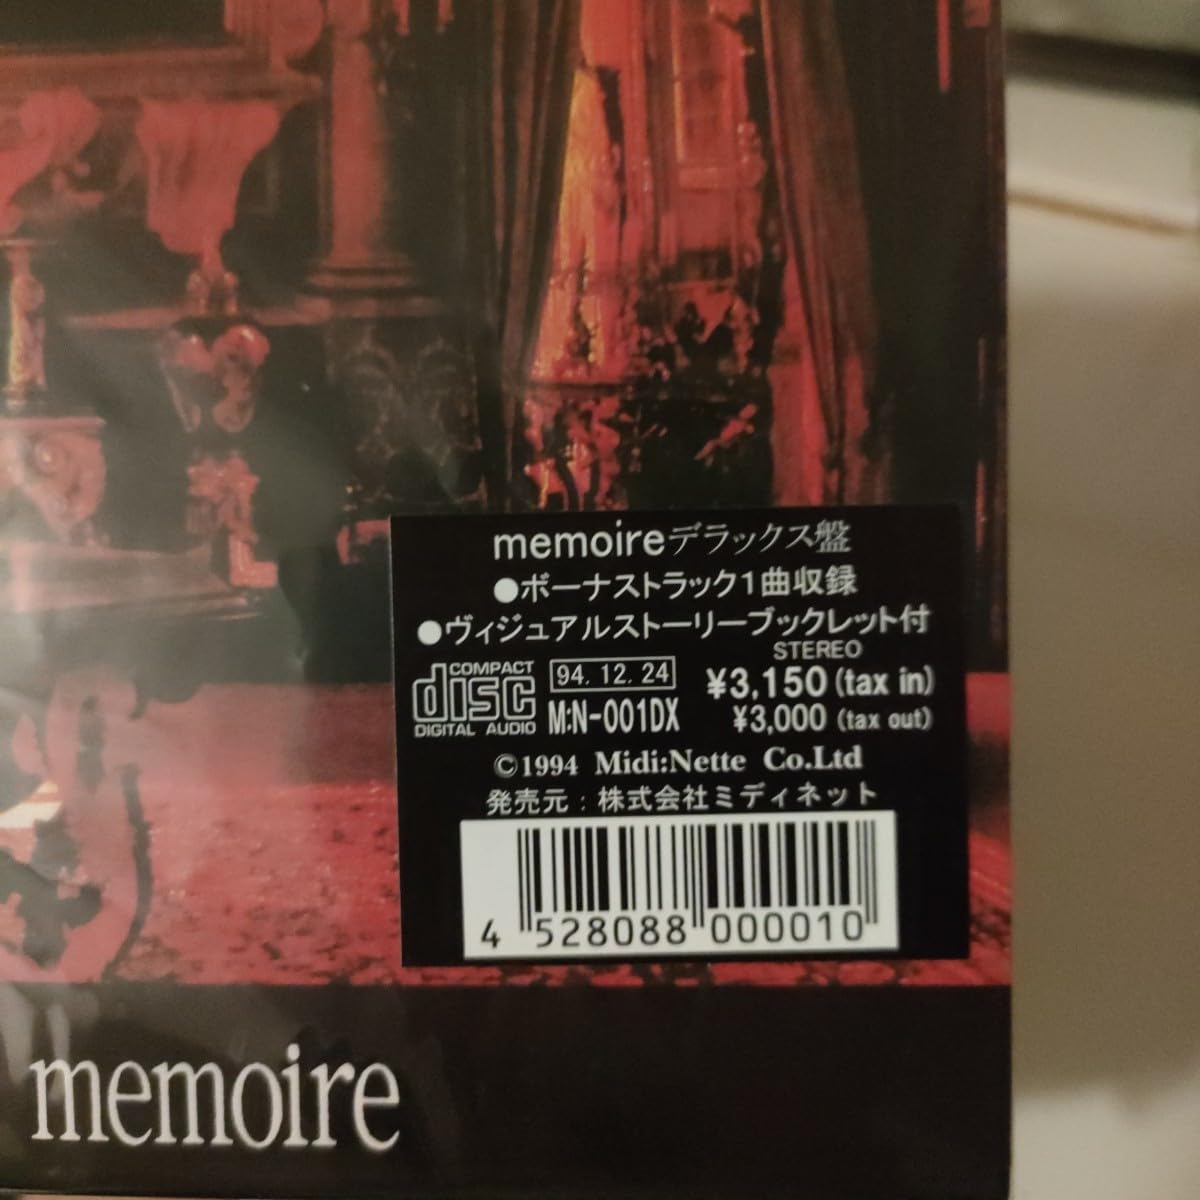 memoireデラックス盤
●ボーナストラック1曲収録
●ヴィジュアルストーリーブックレット付
STEREO
COMPACT
disc
DIGITAL AUDIO
94.12.24
M:N-001DX
¥3,150(tax in)
¥3,000 (tax out)
©1994 Midi:Nette Co.Ltd
発売元:株式会社ミディネット
4 528088 000010
memoire